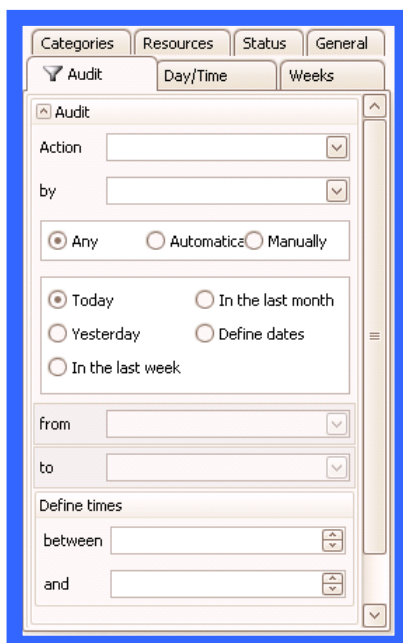 Categories Resources Status General
Audit Day/Time Weeks
Audit
Action
by
Any Automatica Manually
Today In the last month
Yesterday Define dates
In the last week
from
to
Define times
between
and